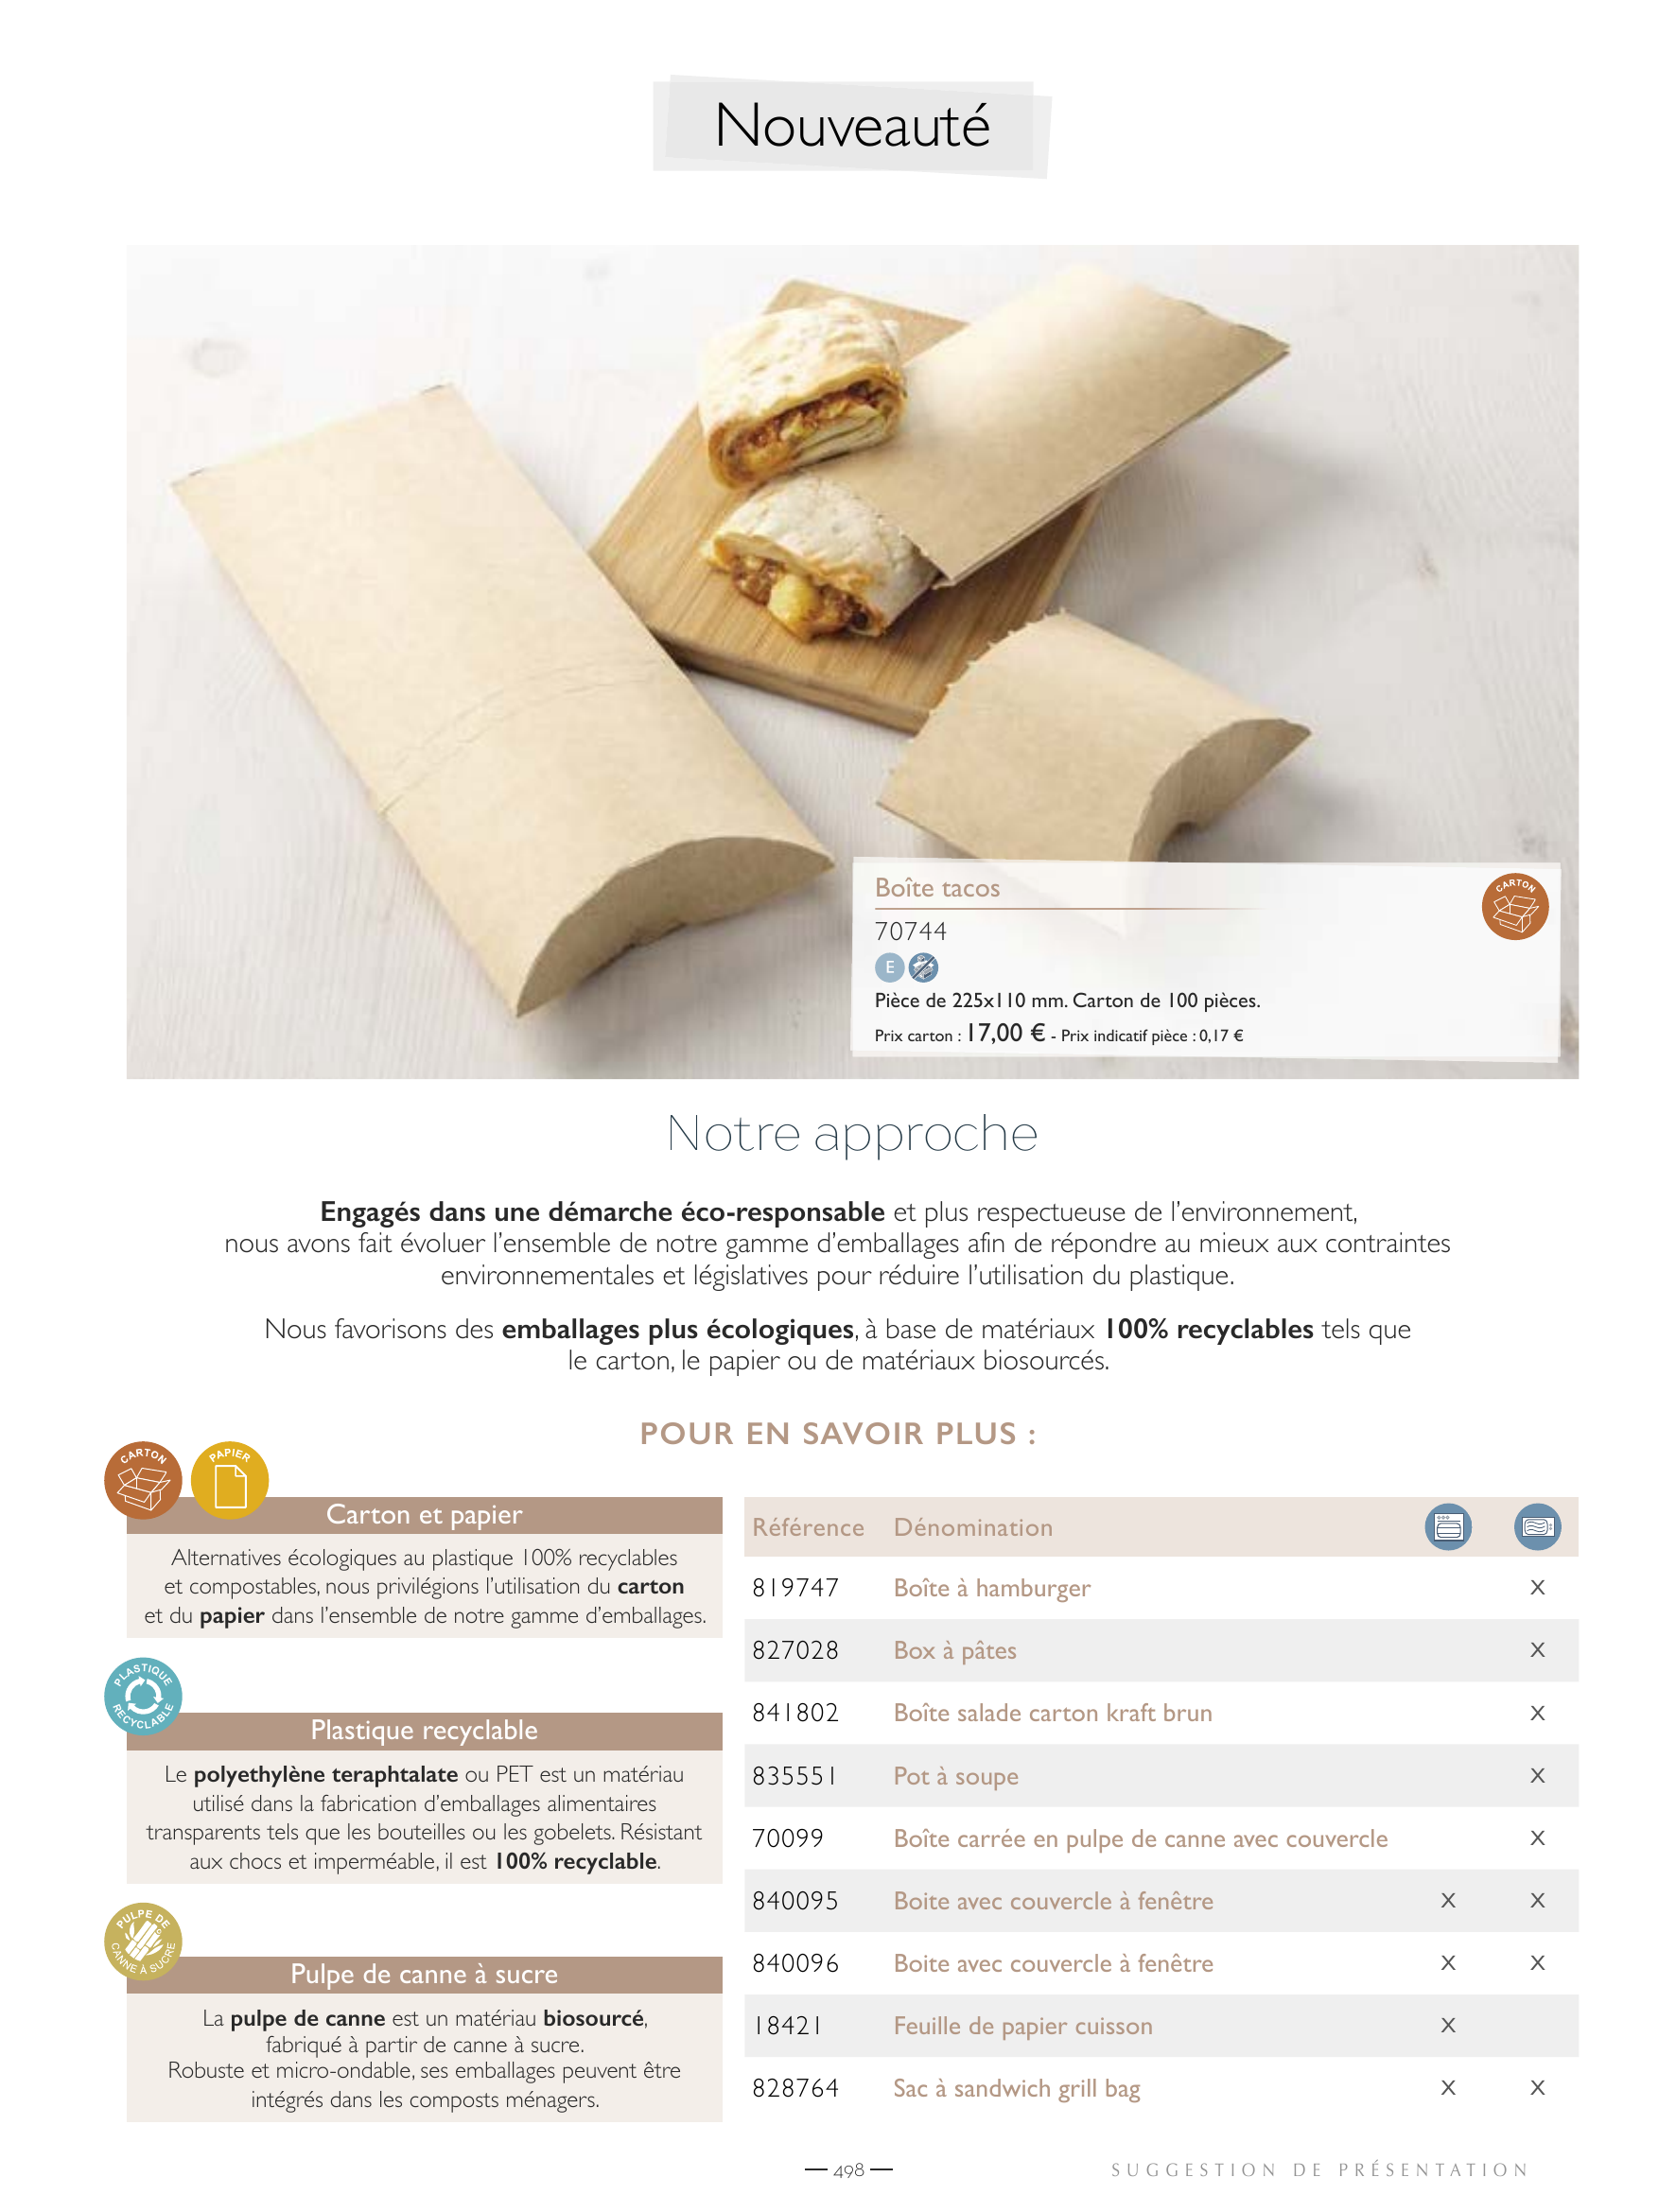 Nouveauté
Boîte tacos
CARTON
70744
E
Pièce de 225x110 mm. Carton de 100 pièces.
Prix carton : 17,00 € - Prix indicatif pièce : 0,17 €
Notre approche
Engagés dans une démarche éco-responsable et plus respectueuse de l’environnement,
nous avons fait évoluer l’ensemble de notre gamme d’emballages afin de répondre au mieux aux contraintes
environnementales et législatives pour réduire l’utilisation du plastique.
Nous favorisons des emballages plus écologiques, à base de matériaux 100% recyclables tels que
le carton, le papier ou de matériaux biosourcés.
POUR EN SAVOIR PLUS :
CARTON
PAPIER
Carton et papier
Alternatives écologiques au plastique 100% recyclables
et compostables, nous privilégions l’utilisation du carton
et du papier dans l’ensemble de notre gamme d’emballages.
PLASTIQUE RECYCLABLE
Plastique recyclable
Le polyethylène teraphtalate ou PET est un matériau
utilisé dans la fabrication d’emballages alimentaires
transparents tels que les bouteilles ou les gobelets. Résistant
aux chocs et imperméable, il est 100% recyclable.
PULPE DE CANNE À SUCRE
Pulpe de canne à sucre
La pulpe de canne est un matériau biosourcé,
fabriqué à partir de canne à sucre.
Robuste et micro-ondable, ses emballages peuvent être
intégrés dans les composts ménagers.
Référence Dénomination
819747 Boîte à hamburger X
827028 Box à pâtes X
841802 Boîte salade carton kraft brun X
835551 Pot à soupe X
70099 Boîte carrée en pulpe de canne avec couvercle X
840095 Boite avec couvercle à fenêtre X X
840096 Boite avec couvercle à fenêtre X X
18421 Feuille de papier cuisson X
828764 Sac à sandwich grill bag X X
— 498 —
SUGGESTION DE PRÉSENTATION